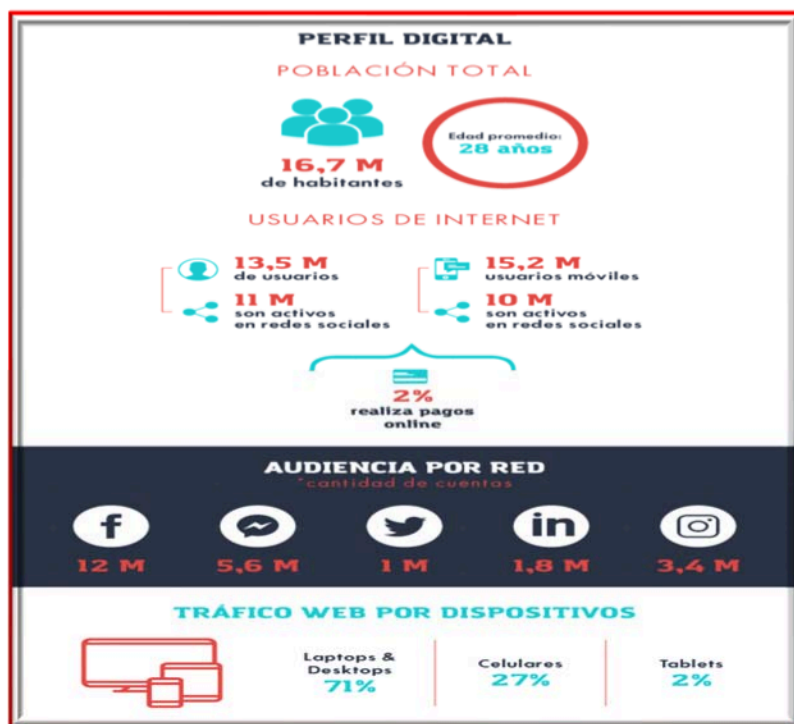 PERFIL DIGITAL
POBLACIÓN TOTAL
16,7 M
de habitantes
Edad promedio:
28 años
USUARIOS DE INTERNET
13,5 M
de usuarios
11 M
son activos
en redes sociales
15,2 M
usuarios móviles
10 M
son activos
en redes sociales
2%
realiza pagos
online
AUDIENCIA POR RED
*cantidad de cuentas
f
in
12 M
5,6 M
1 M
1,8 M
3,4 M
TRÁFICO WEB POR DISPOSITIVOS
Laptops &
Desktops
71%
Celulares
27%
Tablets
2%